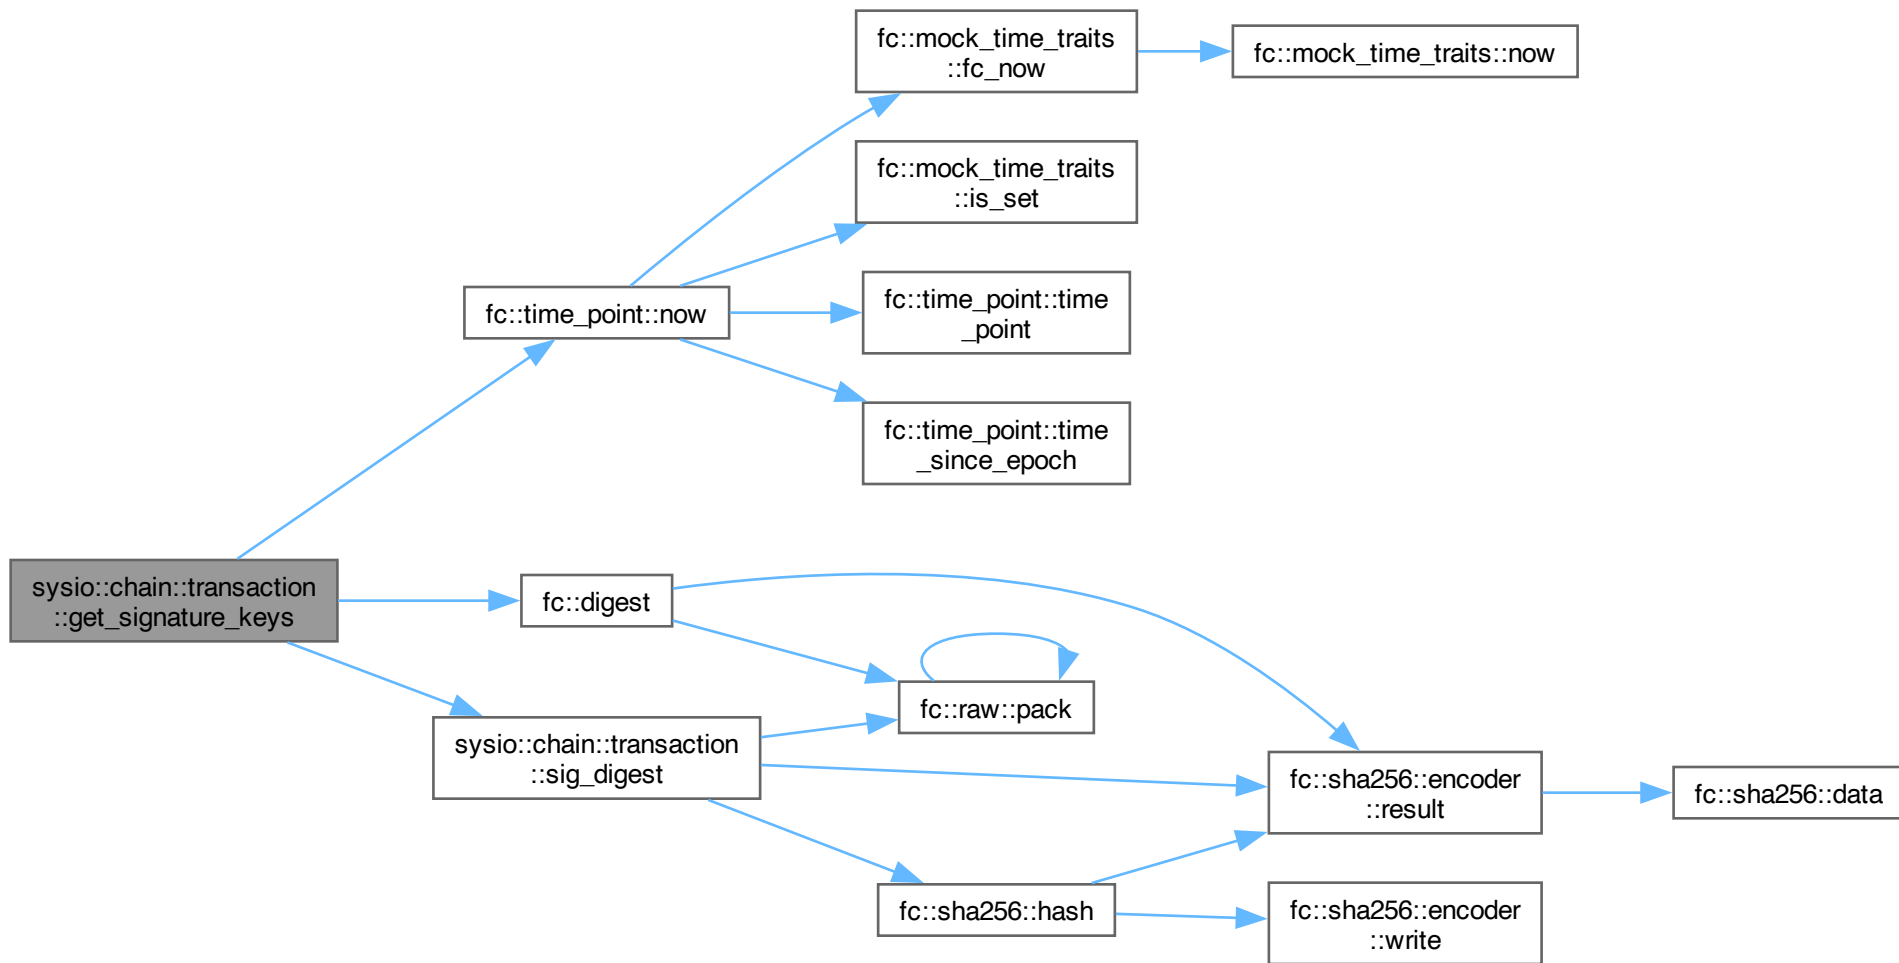 fc::mock_time_traits
::fc_now
fc::mock_time_traits::now
fc::mock_time_traits
::is_set
fc::time_point::now
fc::time_point::time
_point
fc::time_point::time
_since_epoch
sysio::chain::transaction
::get_signature_keys
fc::digest
fc::raw::pack
sysio::chain::transaction
::sig_digest
fc::sha256::encoder
::result
fc::sha256::data
fc::sha256::hash
fc::sha256::encoder
::write